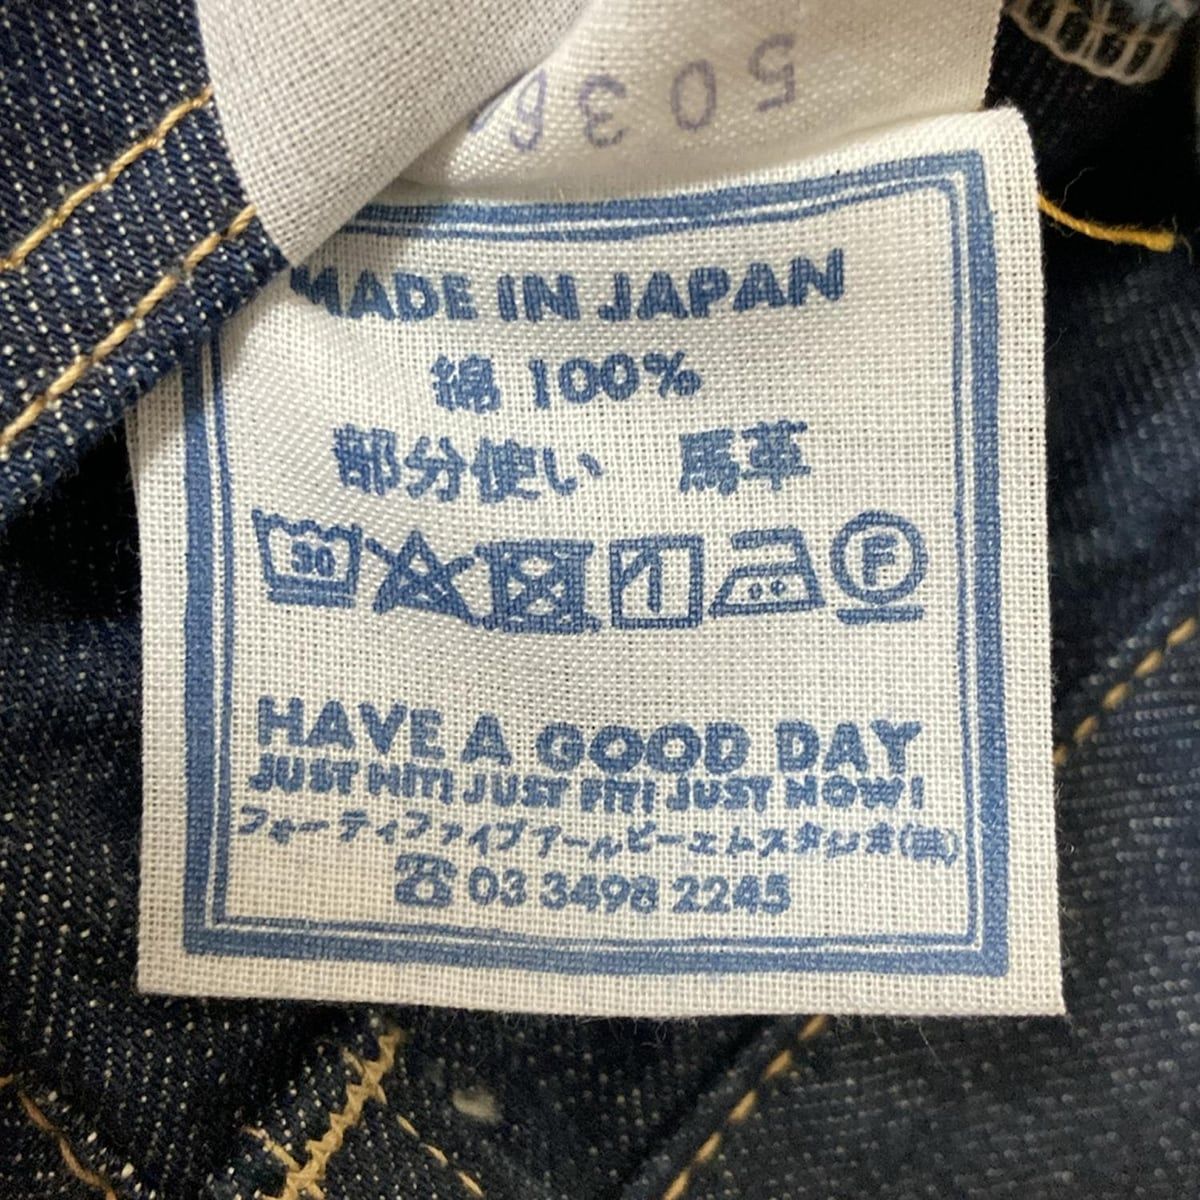 5036
MADE IN JAPAN
綿 100%
部分使い 馬革
30
F
HAVE A GOOD DAY
JUST HIT! JUST FIT! JUST NOW!
フォーティファイブアールピーエムスタジオ(株)
☎ 03 3498 2245